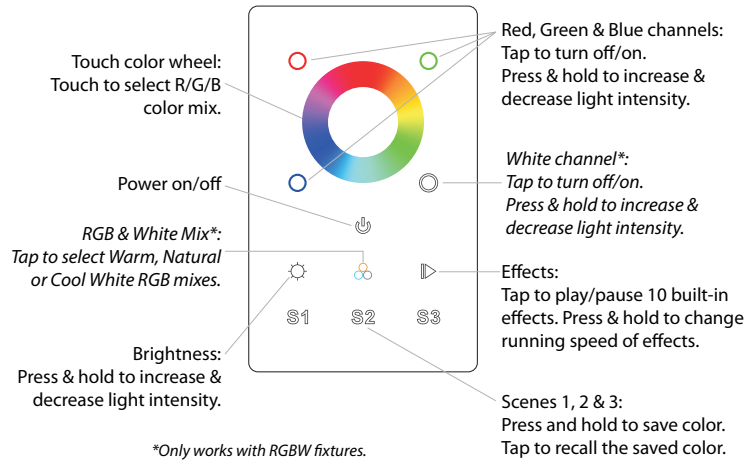 Touch color wheel:
Touch to select R/G/B
color mix.
Power on/off
RGB & White Mix*:
Tap to select Warm, Natural
or Cool White RGB mixes.
Brightness:
Press & hold to increase &
decrease light intensity.
S1 S2 S3
Red, Green & Blue channels:
Tap to turn off/on.
Press & hold to increase &
decrease light intensity.
White channel*:
Tap to turn off/on.
Press & hold to increase &
decrease light intensity.
Effects:
Tap to play/pause 10 built-in
effects. Press & hold to change
running speed of effects.
Scenes 1, 2 & 3:
Press and hold to save color.
Tap to recall the saved color.
*Only works with RGBW fixtures.